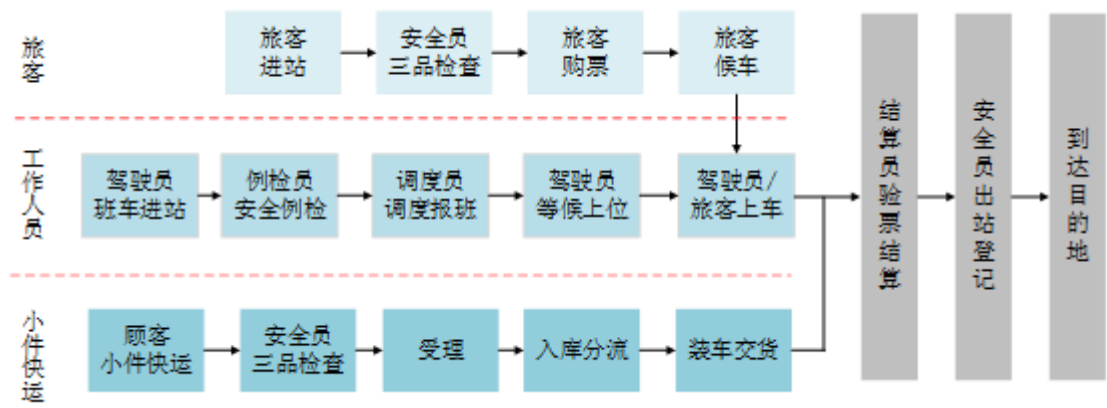 旅客
旅客
进站
安全员
三品检查
旅客
购票
旅客
候车
工作人员
驾驶员
班车进站
例检员
安全例检
调度员
调度报班
驾驶员
等候上位
驾驶员/
旅客上车
小件快运
顾客
小件快运
安全员
三品检查
受理
入库分流
装车交货
结算员验票结算
安全员出站登记
到达目的地